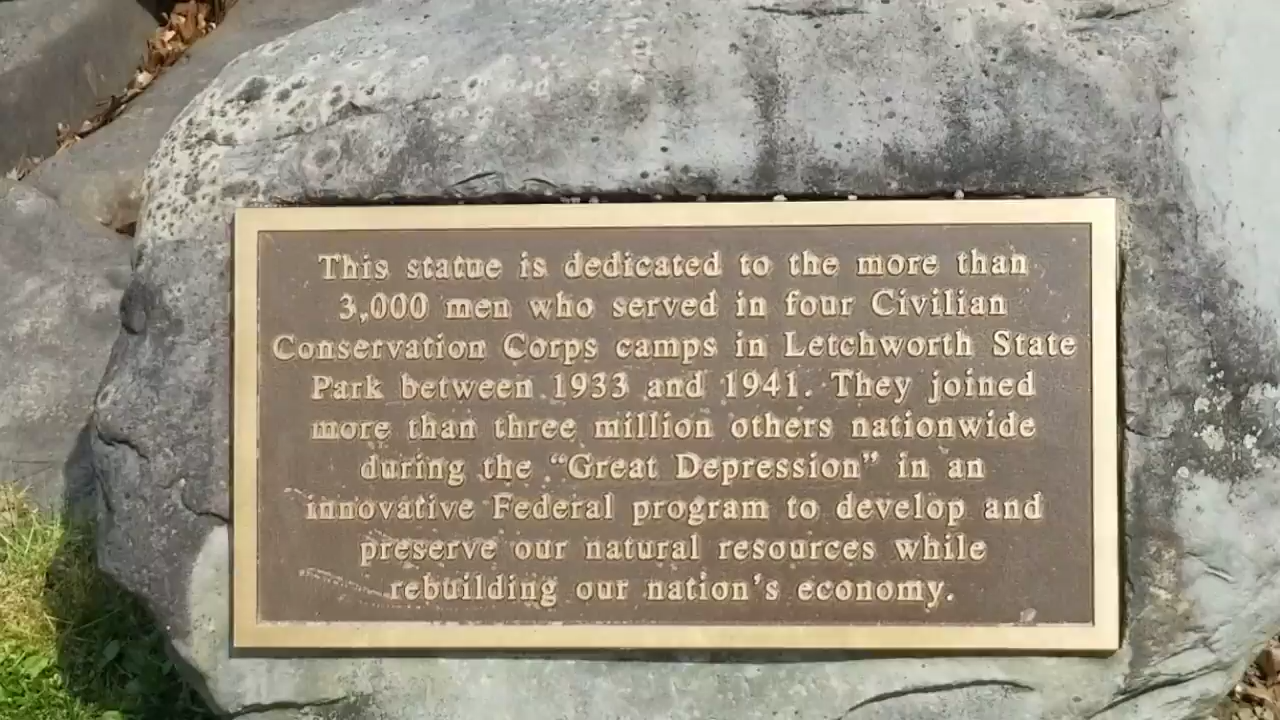 This statue is dedicated to the more than
3,000 men who served in four Civilian
Conservation Corps camps in Letchworth State
Park between 1933 and 1941. They joined
more than three million others nationwide
during the “Great Depression” in an
innovative Federal program to develop and
preserve our natural resources while
rebuilding our nation's economy.